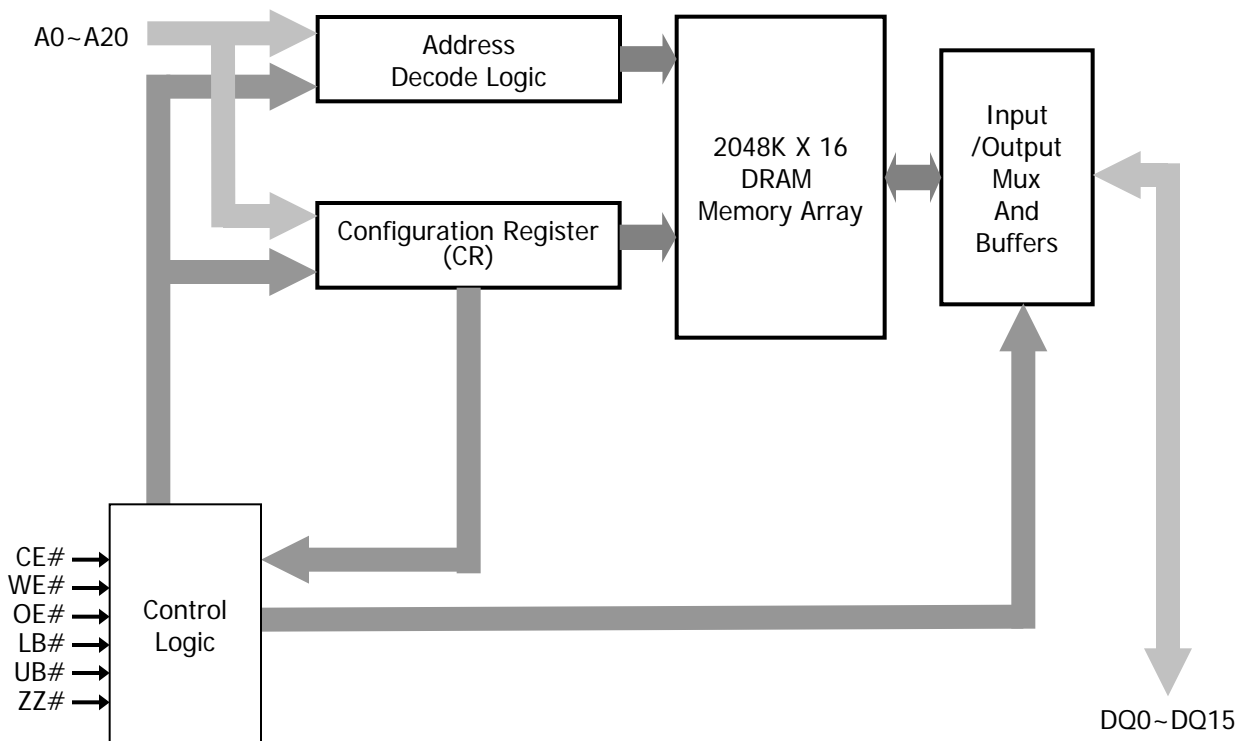 A0~A20
Address
Decode Logic
2048K X 16
DRAM
Memory Array
Input
/Output
Mux
And
Buffers
Configuration Register
(CR)
CE#
WE#
OE#
LB#
UB#
ZZ#
Control
Logic
DQ0~DQ15